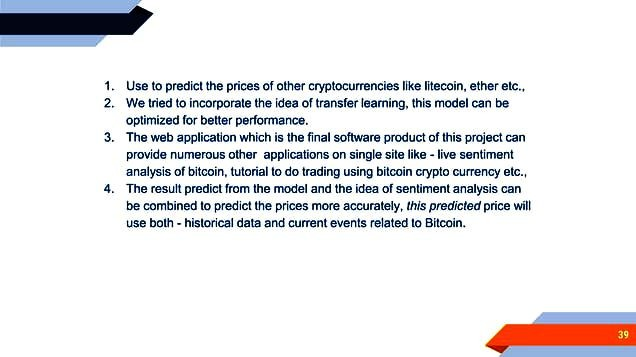 1. Use to predict the prices of other cryptocurrencies like litecoin, ether etc.,
2. We tried to incorporate the idea of transfer learning, this model can be
optimized for better performance.
3. The web application which is the final software product of this project can
provide numerous other applications on single site like - live sentiment
analysis of bitcoin, tutorial to do trading using bitcoin crypto currency etc.,
4. The result predict from the model and the idea of sentiment analysis can
be combined to predict the prices more accurately, this predicted price will
use both - historical data and current events related to Bitcoin.
39